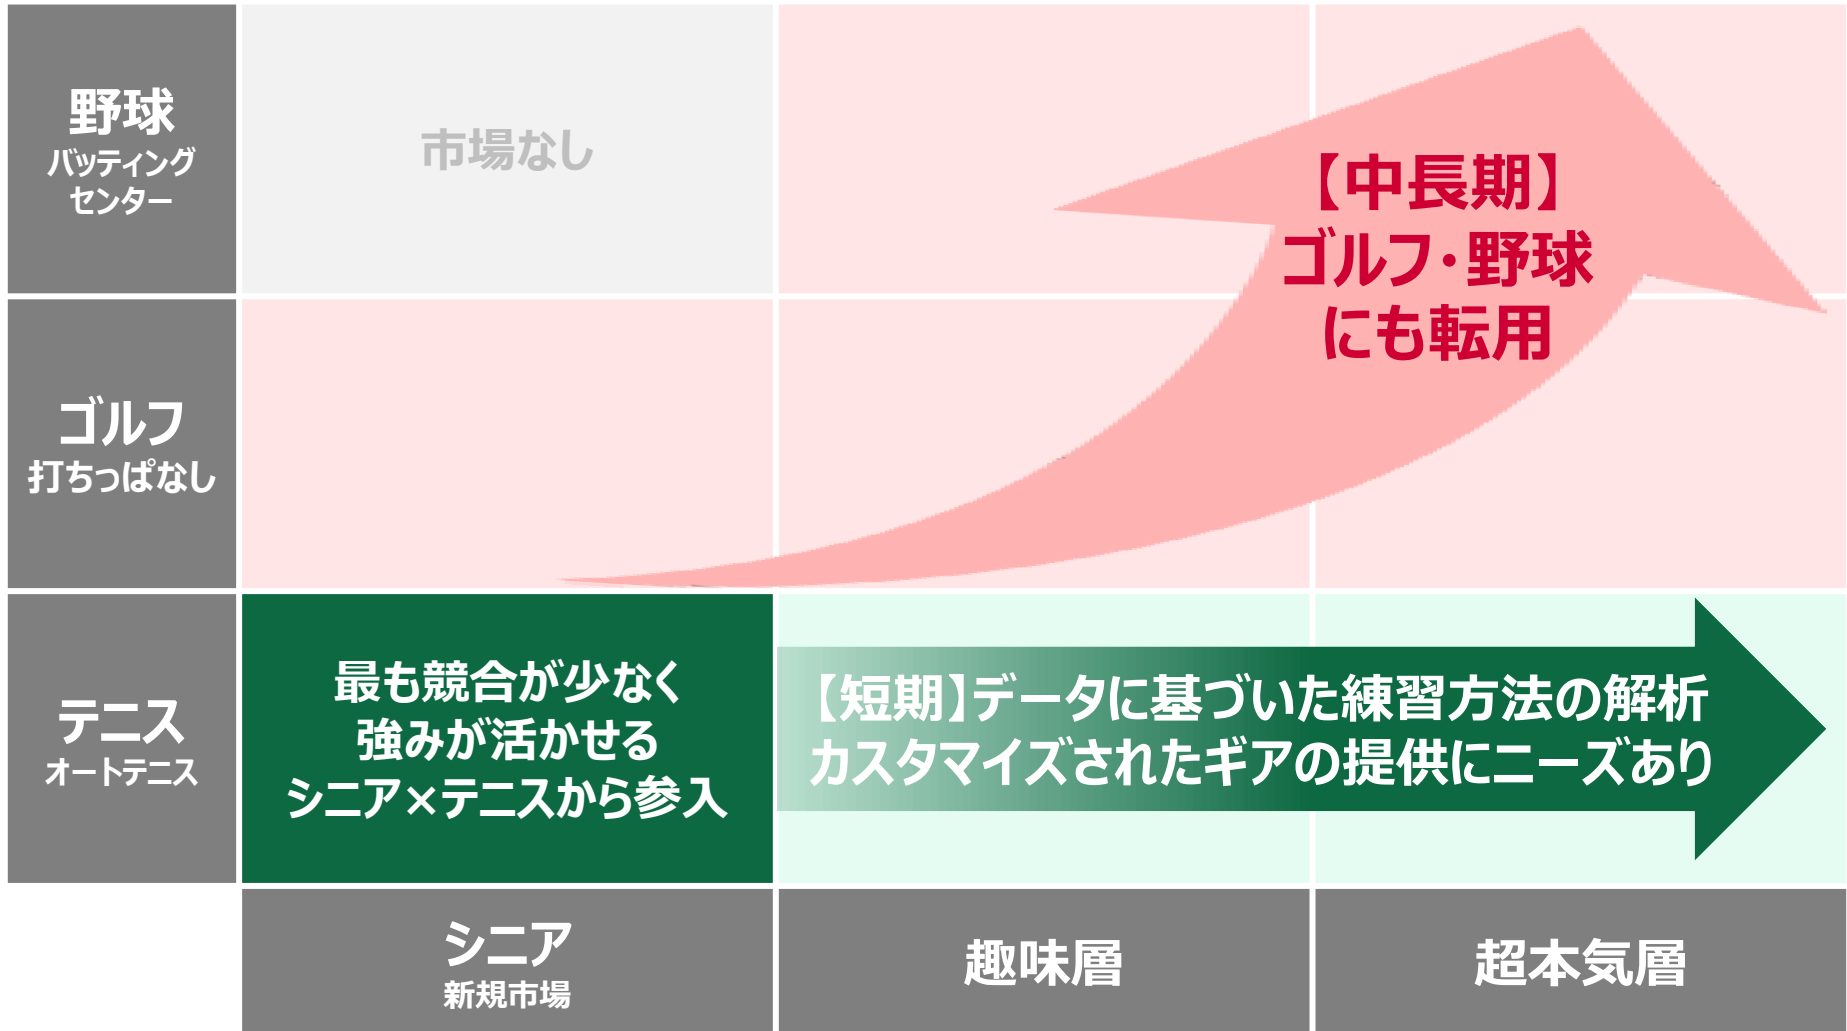 野球
バッティング
センター
市場なし
【中長期】
ゴルフ・野球
にも転用
ゴルフ
打ちっぱなし
テニス
オートテニス
最も競合が少なく
強みが活かせる
シニア×テニスから参入
【短期】データに基づいた練習方法の解析
カスタマイズされたギアの提供にニーズあり
シニア
新規市場
趣味層
超本気層